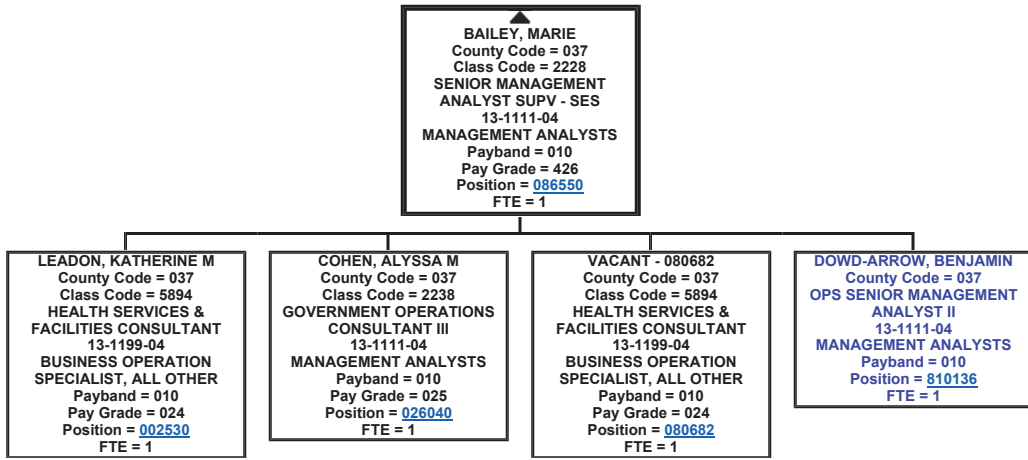 BAILEY, MARIE
County Code = 037
Class Code = 2228
SENIOR MANAGEMENT
ANALYST SUPV - SES
13-1111-04
MANAGEMENT ANALYSTS
Payband = 010
Pay Grade = 426
Position = 086550
FTE = 1
LEADON, KATHERINE M
County Code = 037
Class Code = 5894
HEALTH SERVICES &
FACILITIES CONSULTANT
13-1199-04
BUSINESS OPERATION
SPECIALIST, ALL OTHER
Payband = 010
Pay Grade = 024
Position = 002530
FTE = 1
COHEN, ALYSSA M
County Code = 037
Class Code = 2238
GOVERNMENT OPERATIONS
CONSULTANT III
13-1111-04
MANAGEMENT ANALYSTS
Payband = 010
Pay Grade = 025
Position = 026040
FTE = 1
VACANT - 080682
County Code = 037
Class Code = 5894
HEALTH SERVICES &
FACILITIES CONSULTANT
13-1199-04
BUSINESS OPERATION
SPECIALIST, ALL OTHER
Payband = 010
Pay Grade = 024
Position = 080682
FTE = 1
DOWD-ARROW, BENJAMIN
County Code = 037
OPS SENIOR MANAGEMENT
ANALYST II
13-1111-04
MANAGEMENT ANALYSTS
Payband = 010
Position = 810136
FTE = 1